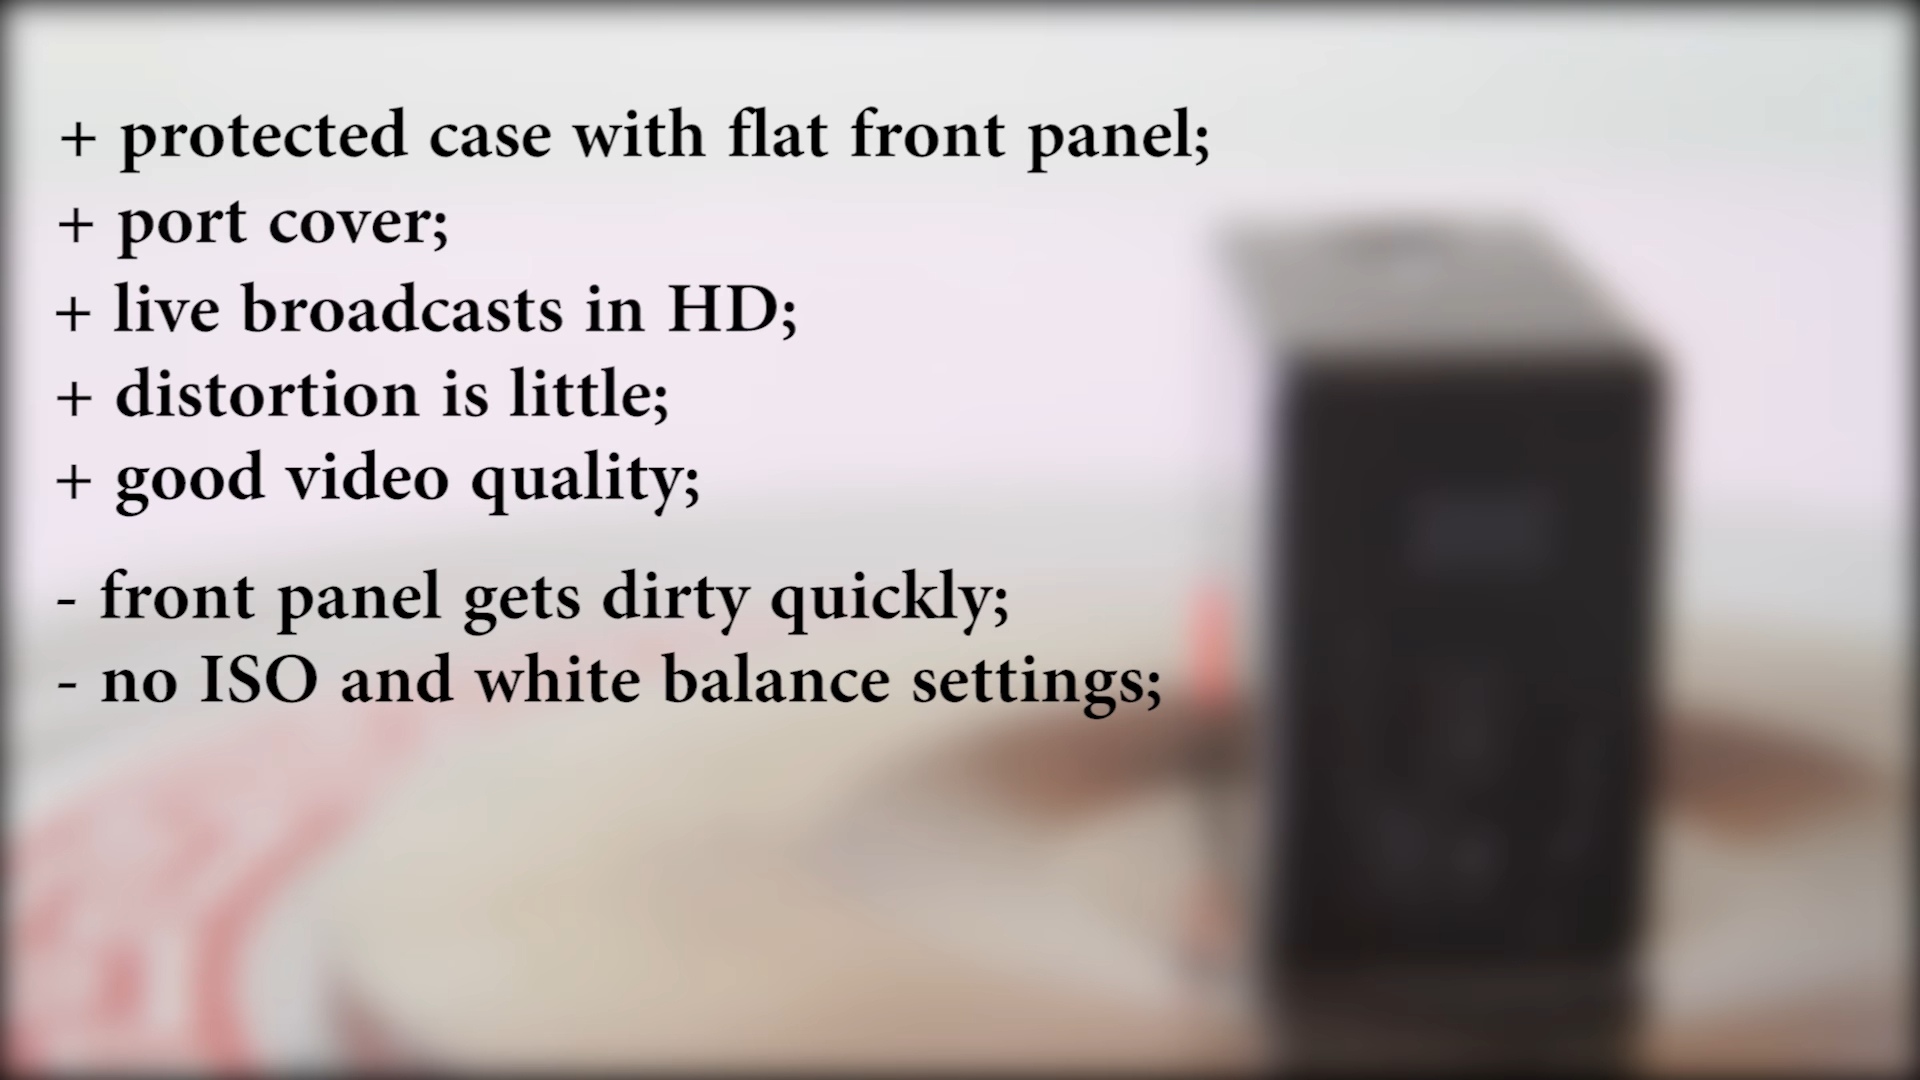 + protected case with flat front panel;
+ port cover;
+ live broadcasts in HD;
+ distortion is little;
+ good video quality;
- front panel gets dirty quickly;
- no ISO and white balance settings;